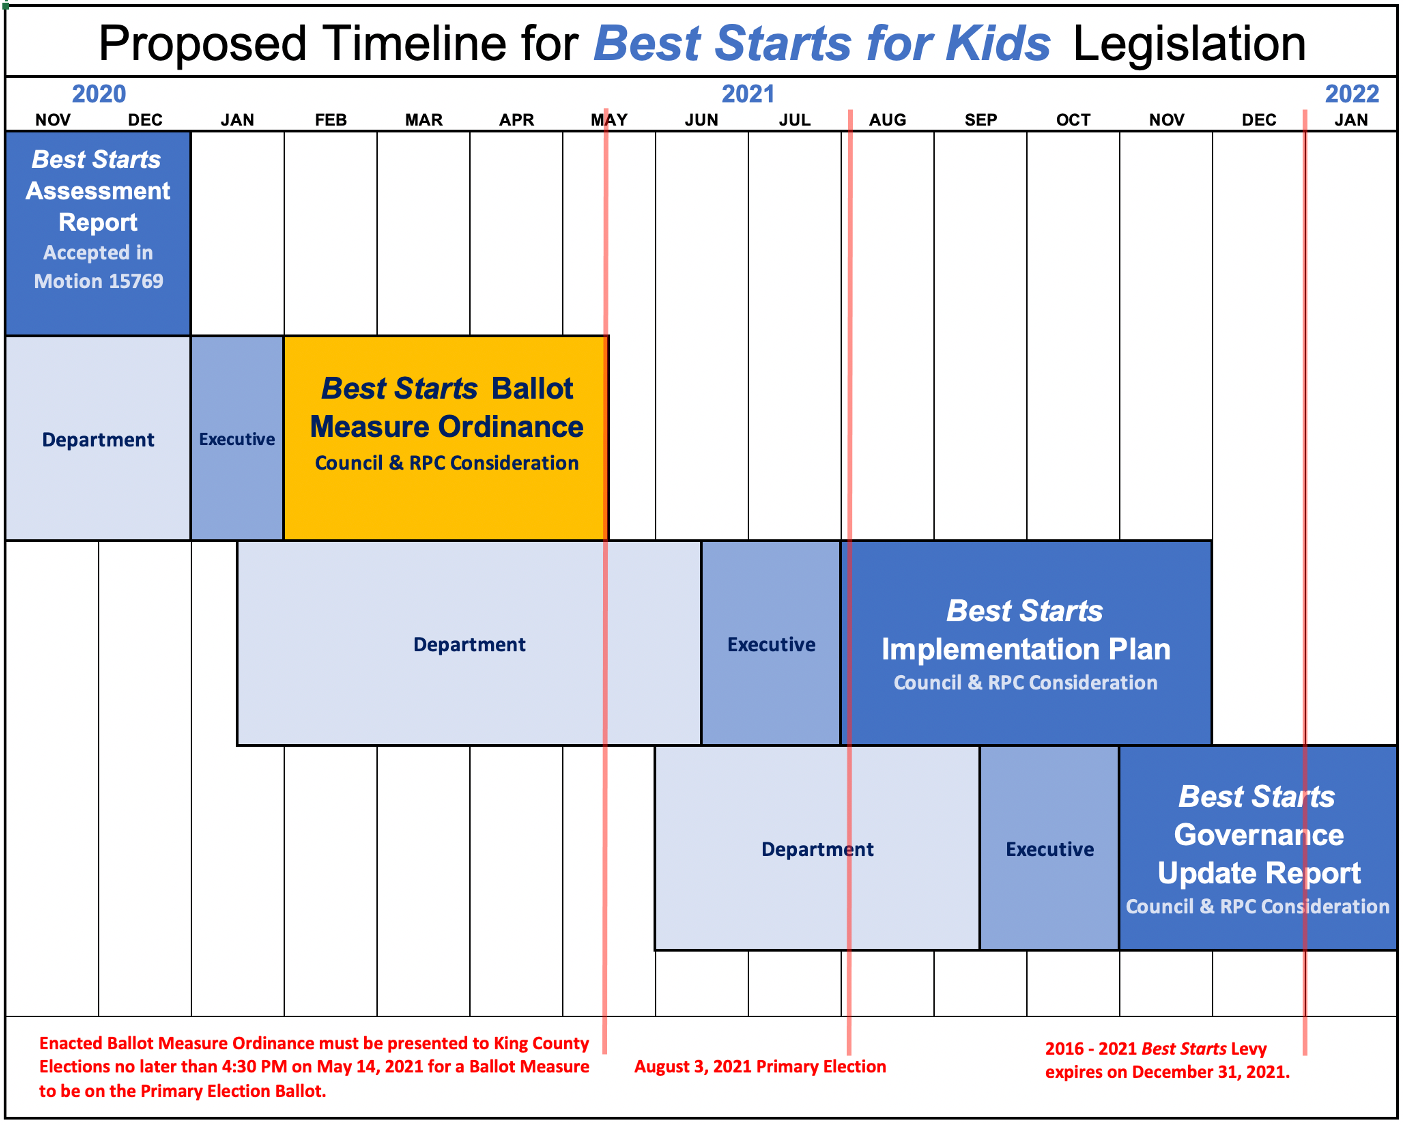 Proposed Timeline for Best Starts for Kids Legislation
2020 2021 2022
NOV DEC JAN FEB MAR APR MAY JUN JUL AUG SEP OCT NOV DEC JAN
Best Starts
Assessment
Report
Accepted in
Motion 15769
Department
Executive
Best Starts Ballot
Measure Ordinance
Council & RPC Consideration
Department
Executive
Best Starts
Implementation Plan
Council & RPC Consideration
Department
Executive
Best Starts
Governance
Update Report
Council & RPC Consideration
Enacted Ballot Measure Ordinance must be presented to King County
Elections no later than 4:30 PM on May 14, 2021 for a Ballot Measure
to be on the Primary Election Ballot.
August 3, 2021 Primary Election
2016 - 2021 Best Starts Levy
expires on December 31, 2021.